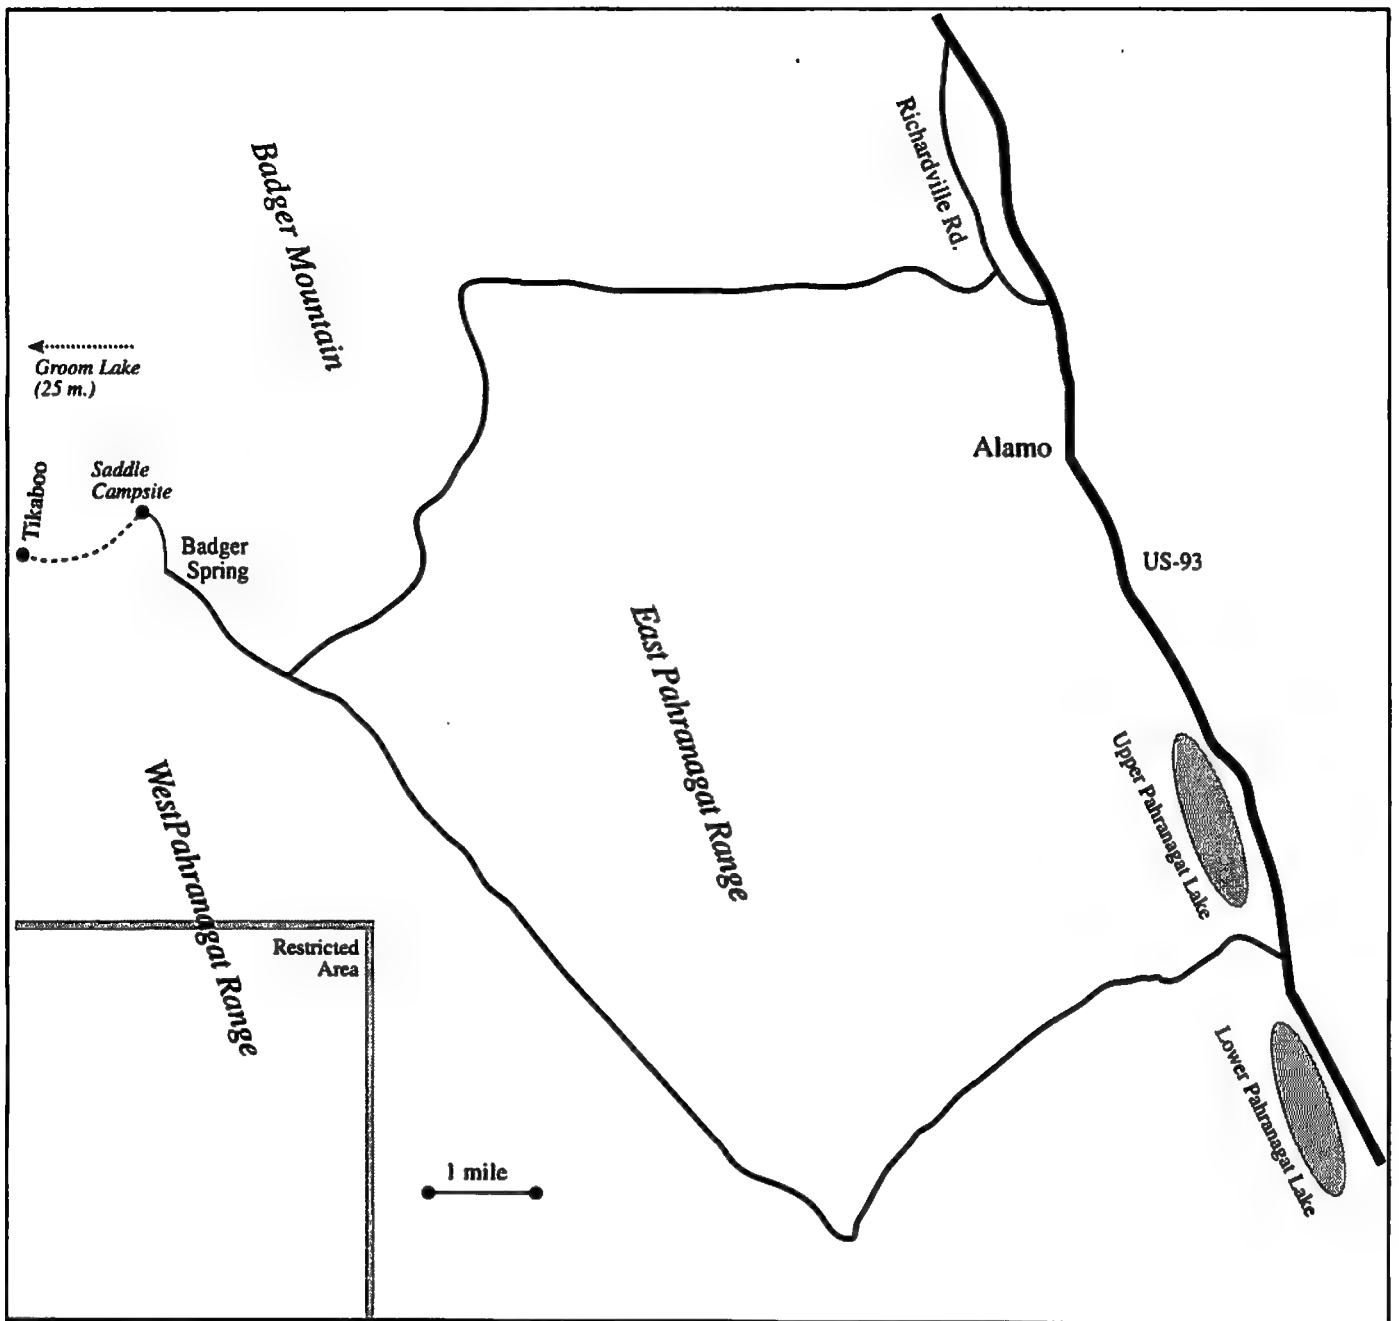 Richardville Rd.
Badger Mountain
Groom Lake
(25 m.)
Alamo
Tikaboo
Saddle
Campsite
Badger
Spring
US-93
East Pahranagat Range
Upper Pahranagat Lake
WestPahranagat Range
Restricted
Area
Lower Pahranagat Lake
1 mile